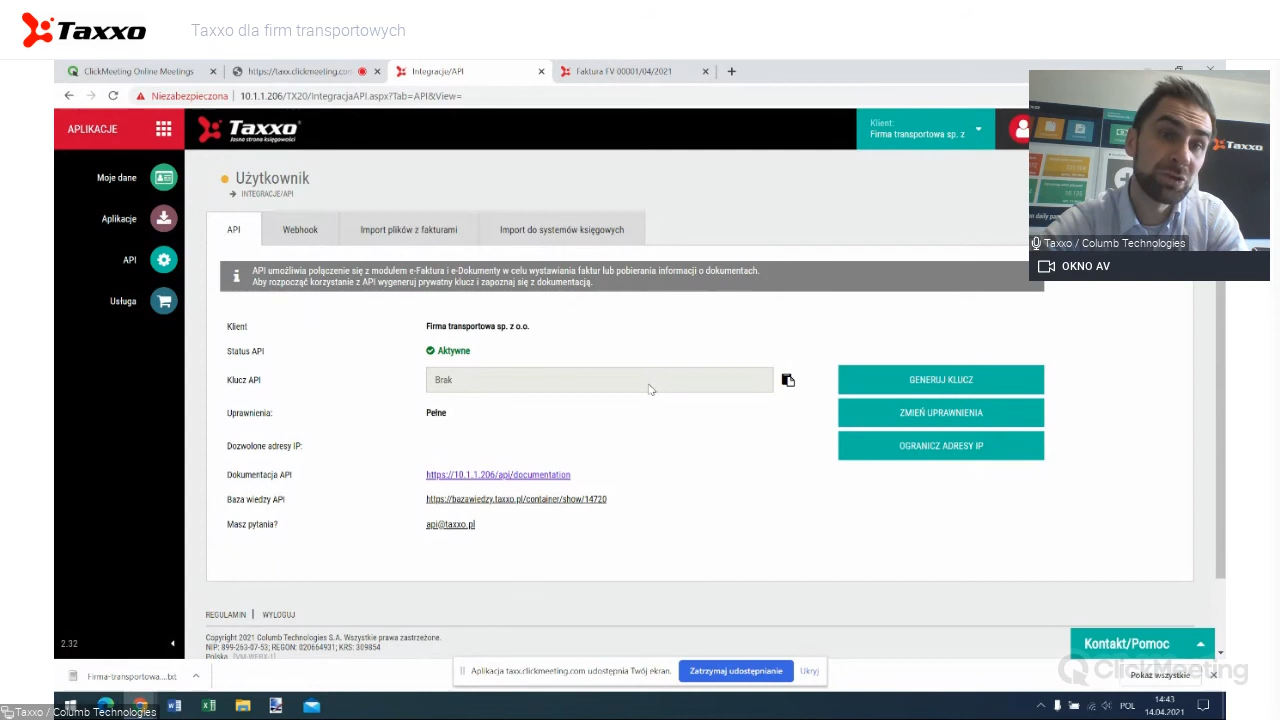 Taxxo
Taxxo dla firm transportowych
ClickMeeting Online Meetings
https://taxx.clickmeeting.com
Integracje/API
Faktura FV 00001/04/2021
Niezabezpieczona
10.1.1.206/TX20/IntegracjaAPI.aspx?Tab=API&View=
APLIKACJE
Taxxo
Jasna strona księgowości
Klient:
Firma transportowa sp. z
Moje dane
Aplikacje
API
Usługa
Użytkownik
INTEGRACJE/API
Taxxo
Taxxo / Columb Technologies
OKNO AV
API
Webhook
Import plików z fakturami
Import do systemów księgowych
API umożliwia połączenie się z modułem e-Faktura i e-Dokumenty w celu wystawiania faktur lub pobierania informacji o dokumentach.
Aby rozpocząć korzystanie z API wygeneruj prywatny klucz i zapoznaj się z dokumentacją.
Klient
Firma transportowa sp. z o.o.
Status API
Aktywne
Klucz API
Brak
GENERUJ KLUCZ
Uprawnienia:
Pełne
ZMIEŃ UPRAWNIENIA
Dozwolone adresy IP:
OGRANICZ ADRESY IP
Dokumentacja API
https://10.1.1.206/api/documentation
Baza wiedzy API
https://bazawiedzy.taxxo.pl/container/show/14720
Masz pytania?
api@taxxo.pl
REGULAMIN | WYLOGUJ
2.32
Copyright 2021 Columb Technologies S.A. Wszystkie prawa zastrzeżone.
NIP: 899-263-07-53; REGON: 020664931; KRS: 309854
Polska
Kontakt/Pomoc
Firma-transportowa....txt
Aplikacja taxx.clickmeeting.com udostępnia Twój ekran.
Zatrzymaj udostępnianie
Ukryj
ClickMeeting
Pokaż wszystkie
Taxxo / Columb Technologies
POL
14:43
14.04.2021